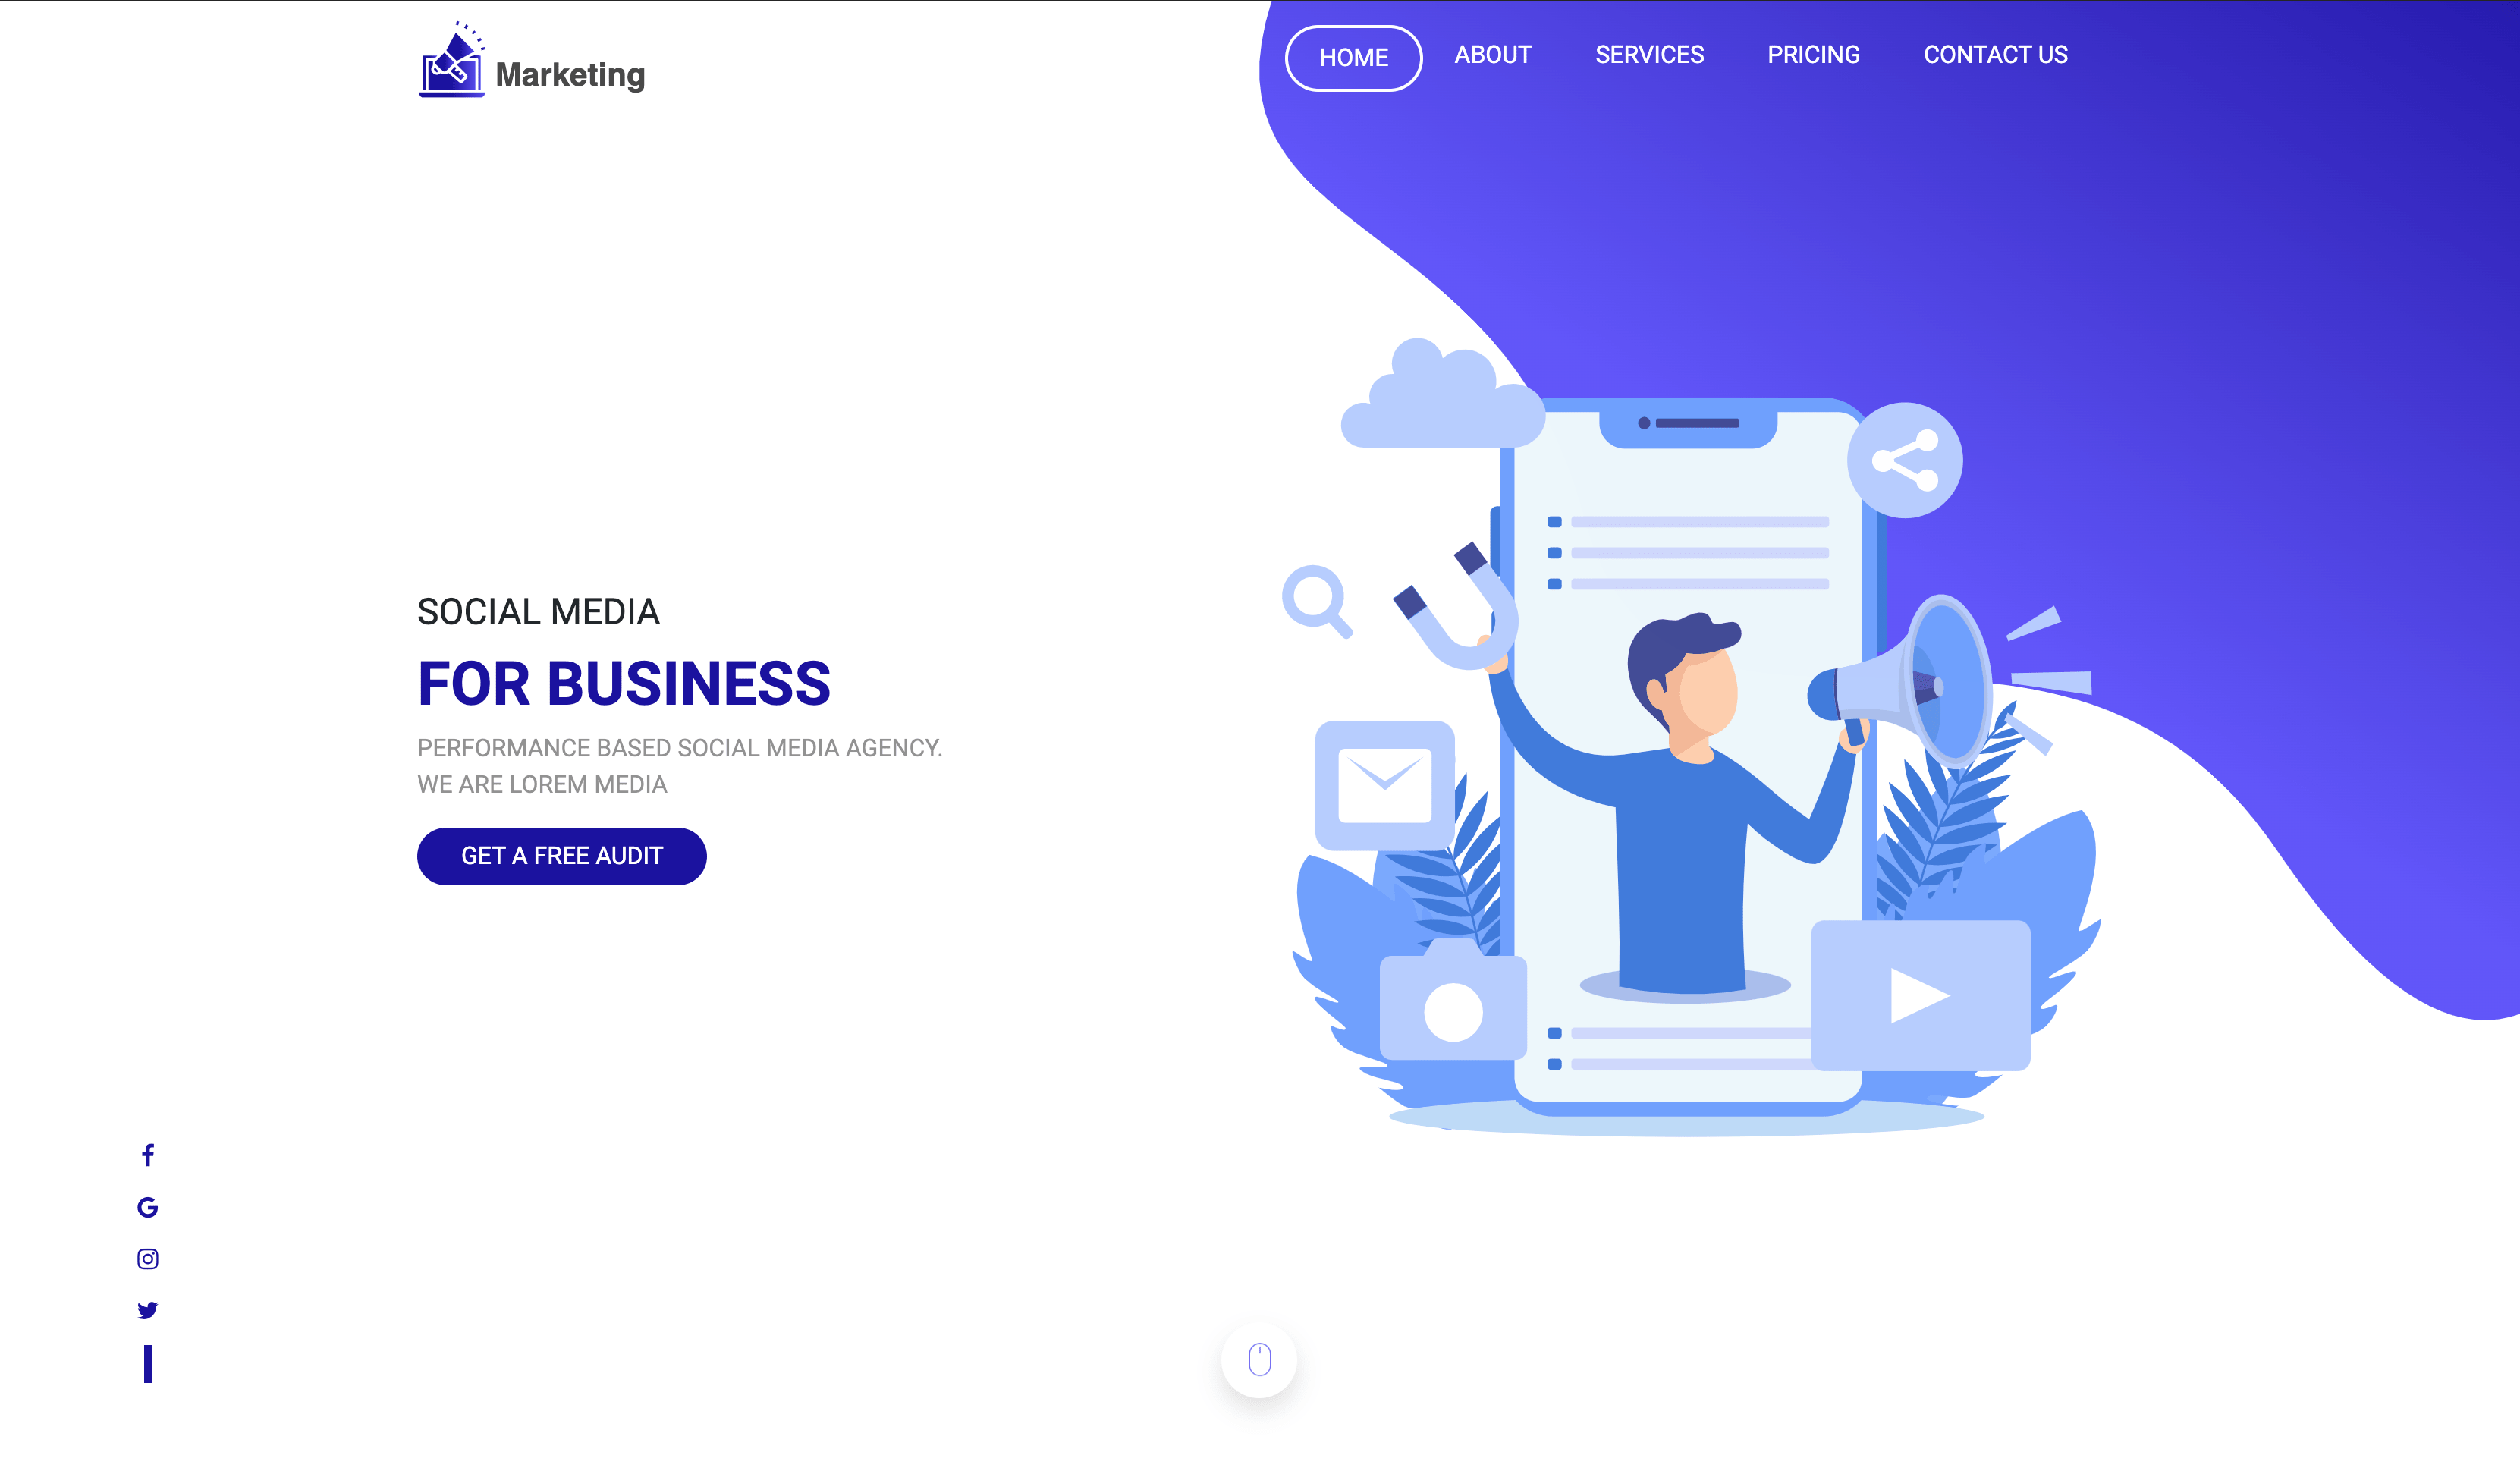 Marketing
HOME ABOUT SERVICES PRICING CONTACT US
SOCIAL MEDIA
FOR BUSINESS
PERFORMANCE BASED SOCIAL MEDIA AGENCY.
WE ARE LOREM MEDIA
GET A FREE AUDIT